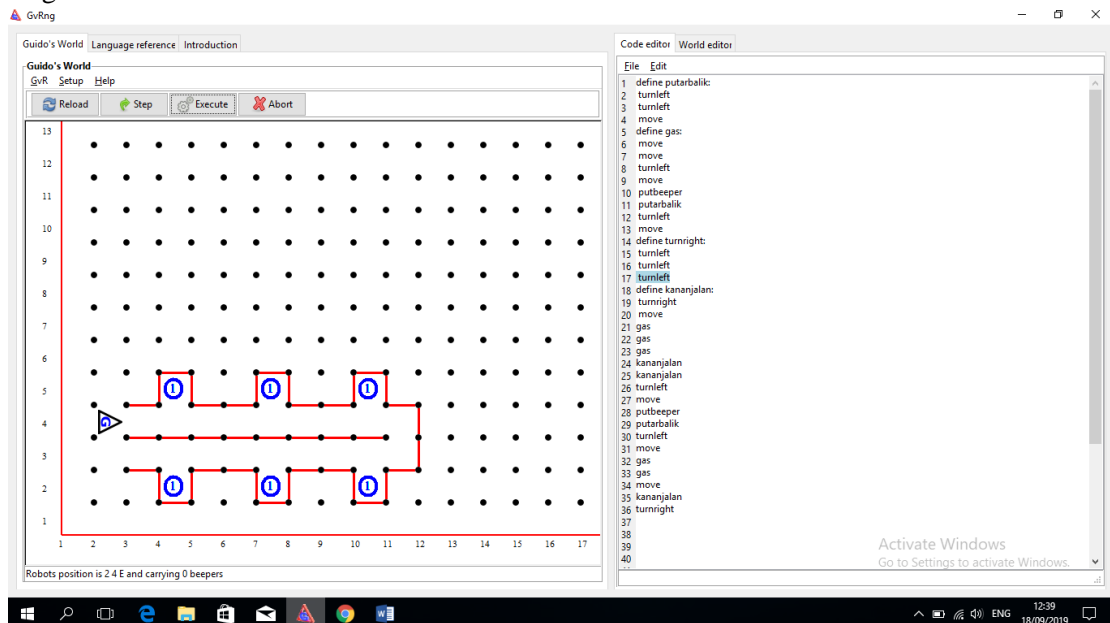 GvRng
Guido's World Language reference Introduction
Guido's World
GvR Setup Help
Reload Step Execute Abort
13
12
11
10
9
8
7
6
5
4
3
2
1
1 1 1
G
1 1 1
1 2 3 4 5 6 7 8 9 10 11 12 13 14 15 16 17
Robots position is 2 4 E and carrying 0 beepers
Code editor World editor
File Edit
1 define putarbalik:
2 turnleft
3 turnleft
4 move
5 define gas:
6 move
7 move
8 turnleft
9 move
10 putbeeper
11 putarbalik
12 turnleft
13 move
14 define turnright:
15 turnleft
16 turnleft
17 turnleft
18 define kananjalan:
19 turnright
20 move
21 gas
22 gas
23 gas
24 kananjalan
25 kananjalan
26 turnleft
27 move
28 putbeeper
29 putarbalik
30 turnleft
31 move
32 gas
33 gas
34 move
35 kananjalan
36 turnright
37
38
39
40
Activate Windows
Go to Settings to activate Windows.
ENG 12:39
18/09/2019